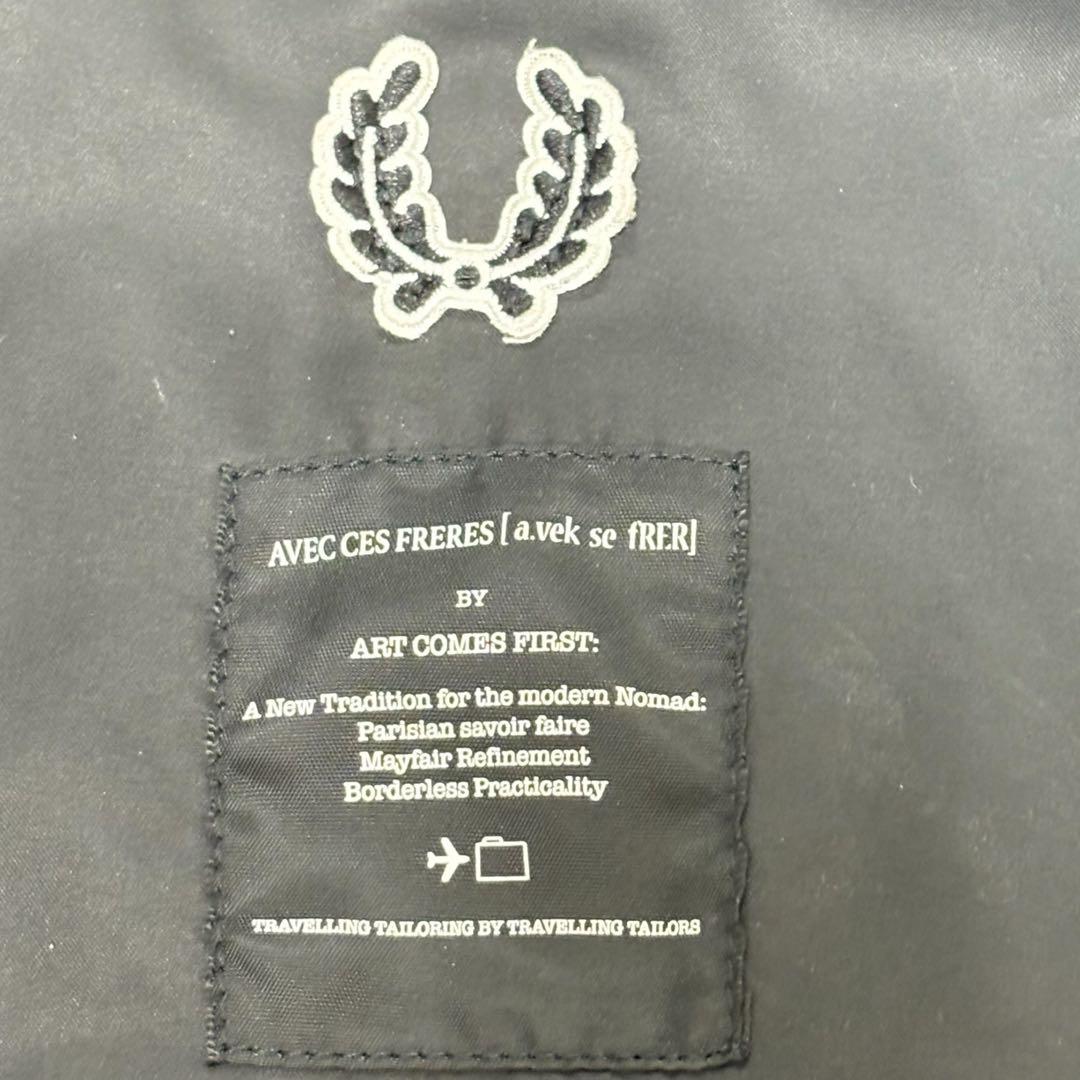 AVEC CES FRERES [a.vek se fRER]
BY
ART COMES FIRST:
A New Tradition for the modern Nomad:
Parisian savoir faire
Mayfair Refinement
Borderless Practicality
TRAVELLING TAILORING BY TRAVELLING TAILORS